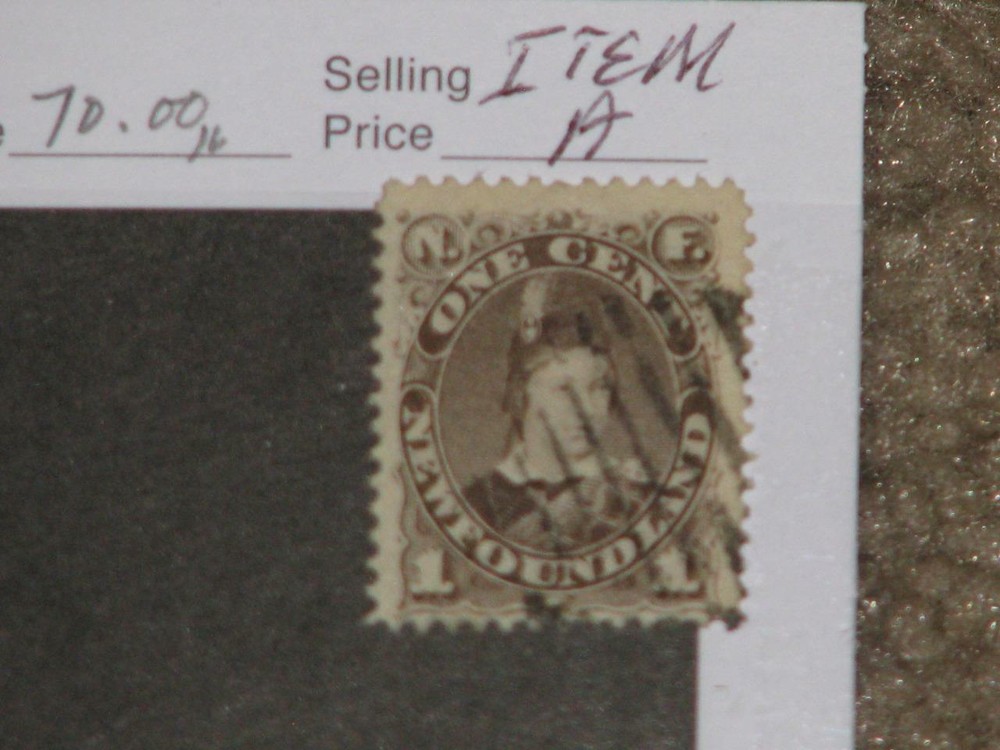 Selling ITEM
70.00 Price A
N. F.
ONE CENT
NEWFOUNDLAND
1 1